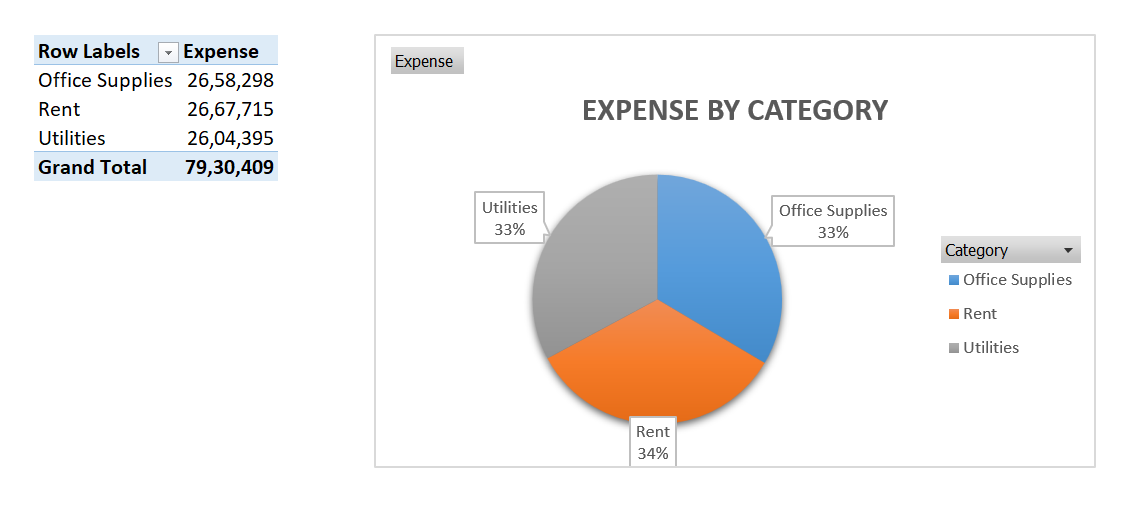 Row Labels Expense
Office Supplies 26,58,298
Rent 26,67,715
Utilities 26,04,395
Grand Total 79,30,409
Expense
EXPENSE BY CATEGORY
Utilities
33%
Office Supplies
33%
Rent
34%
Category
Office Supplies
Rent
Utilities